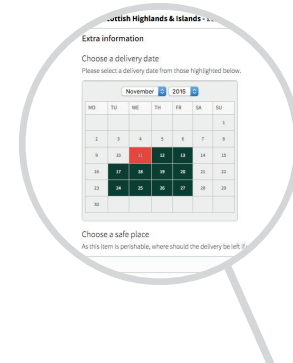 ottish Highlands & Islands -
Extra information
Choose a delivery date
Please select a delivery date from those highlighted below.
November 2015
MO TU WE TH FR SA SU
1
2 3 4 5 6 7 8
9 10 11 12 13 14 15
16 17 18 19 20 21 22
23 24 25 26 27 28 29
30
Choose a safe place
As this item is perishable, where should the delivery be left if